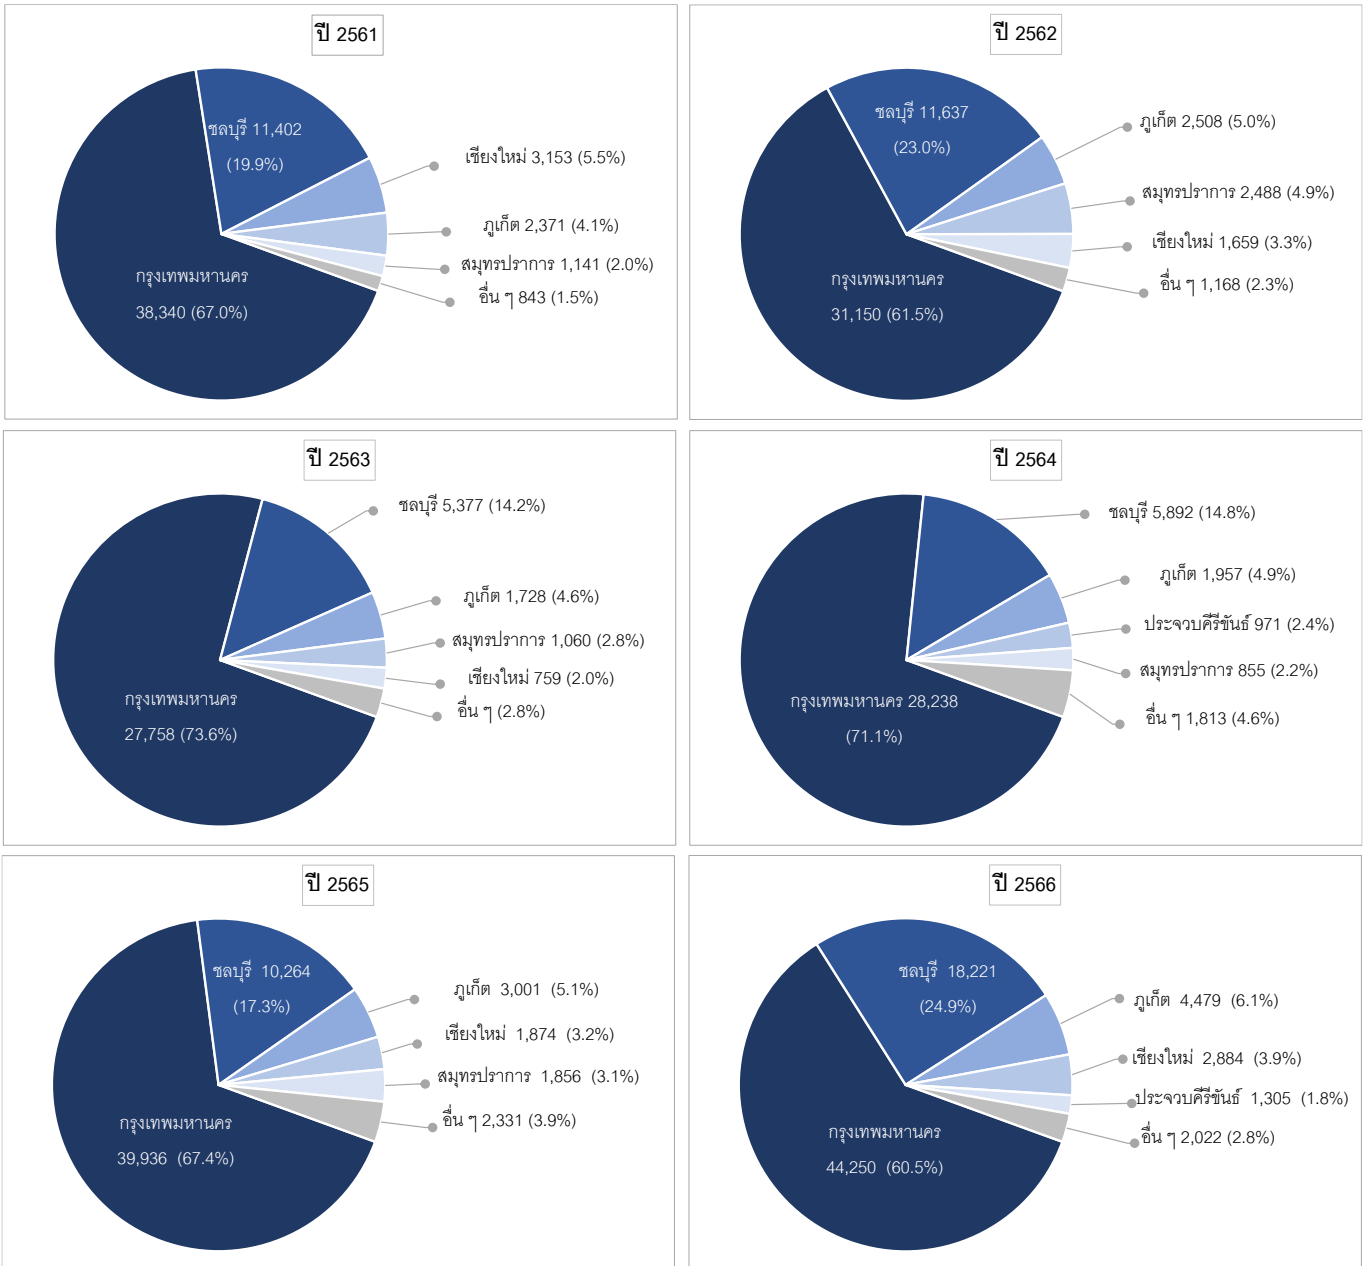 ปี 2561
ชลบุรี 11,402
(19.9%)
เชียงใหม่ 3,153 (5.5%)
ภูเก็ต 2,371 (4.1%)
สมุทรปราการ 1,141 (2.0%)
อื่น ๆ 843 (1.5%)
กรุงเทพมหานคร
38,340 (67.0%)
ปี 2562
ชลบุรี 11,637
(23.0%)
ภูเก็ต 2,508 (5.0%)
สมุทรปราการ 2,488 (4.9%)
เชียงใหม่ 1,659 (3.3%)
อื่น ๆ 1,168 (2.3%)
กรุงเทพมหานคร
31,150 (61.5%)
ปี 2563
ชลบุรี 5,377 (14.2%)
ภูเก็ต 1,728 (4.6%)
สมุทรปราการ 1,060 (2.8%)
เชียงใหม่ 759 (2.0%)
อื่น ๆ (2.8%)
กรุงเทพมหานคร
27,758 (73.6%)
ปี 2564
ชลบุรี 5,892 (14.8%)
ภูเก็ต 1,957 (4.9%)
ประจวบคีรีขันธ์ 971 (2.4%)
สมุทรปราการ 855 (2.2%)
อื่น ๆ 1,813 (4.6%)
กรุงเทพมหานคร 28,238
(71.1%)
ปี 2565
ชลบุรี 10,264
(17.3%)
ภูเก็ต 3,001 (5.1%)
เชียงใหม่ 1,874 (3.2%)
สมุทรปราการ 1,856 (3.1%)
อื่น ๆ 2,331 (3.9%)
กรุงเทพมหานคร
39,936 (67.4%)
ปี 2566
ชลบุรี 18,221
(24.9%)
ภูเก็ต 4,479 (6.1%)
เชียงใหม่ 2,884 (3.9%)
ประจวบคีรีขันธ์ 1,305 (1.8%)
อื่น ๆ 2,022 (2.8%)
กรุงเทพมหานคร
44,250 (60.5%)